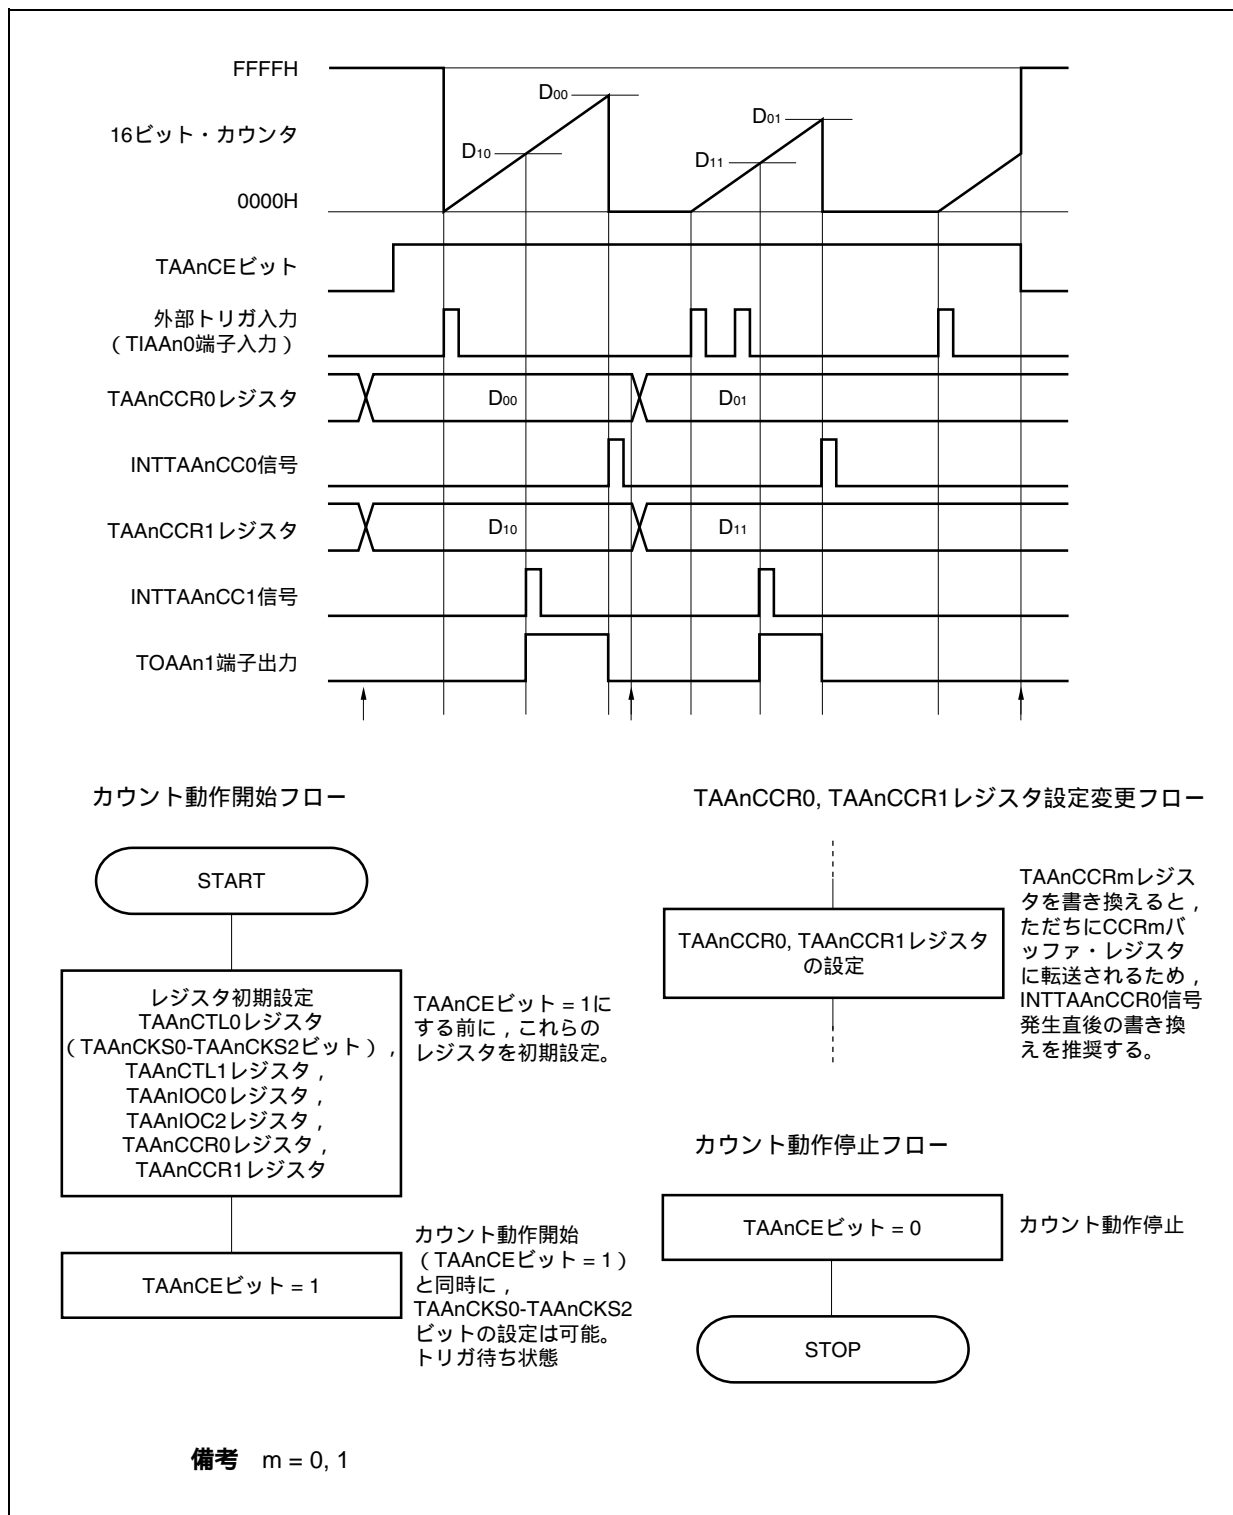 FFFFH
D00
D01
16ビット・カウンタ
D10
D11
0000H
TAAnCEビット
外部トリガ入力
（TIAAn0端子入力）
TAAnCCR0レジスタ
D00
D01
INTTAAnCC0信号
TAAnCCR1レジスタ
D10
D11
INTTAAnCC1信号
TOAAn1端子出力
カウント動作開始フロー
START
レジスタ初期設定
TAAnCTL0レジスタ
（TAAnCKS0-TAAnCKS2ビット），
TAAnCTL1レジスタ，
TAAnIOC0レジスタ，
TAAnIOC2レジスタ，
TAAnCCR0レジスタ，
TAAnCCR1レジスタ
TAAnCEビット = 1に
する前に，これらの
レジスタを初期設定。
TAAnCEビット = 1
カウント動作開始
（TAAnCEビット = 1）
と同時に，
TAAnCKS0-TAAnCKS2
ビットの設定は可能。
トリガ待ち状態
TAAnCCR0, TAAnCCR1レジスタ設定変更フロー
TAAnCCR0, TAAnCCR1レジスタ
の設定
TAAnCCRmレジス
タを書き換えると，
ただちにCCRmバ
ッファ・レジスタ
に転送されるため，
INTTAAnCCR0信号
発生直後の書き換
えを推奨する。
カウント動作停止フロー
TAAnCEビット = 0
カウント動作停止
STOP
備考 m = 0, 1